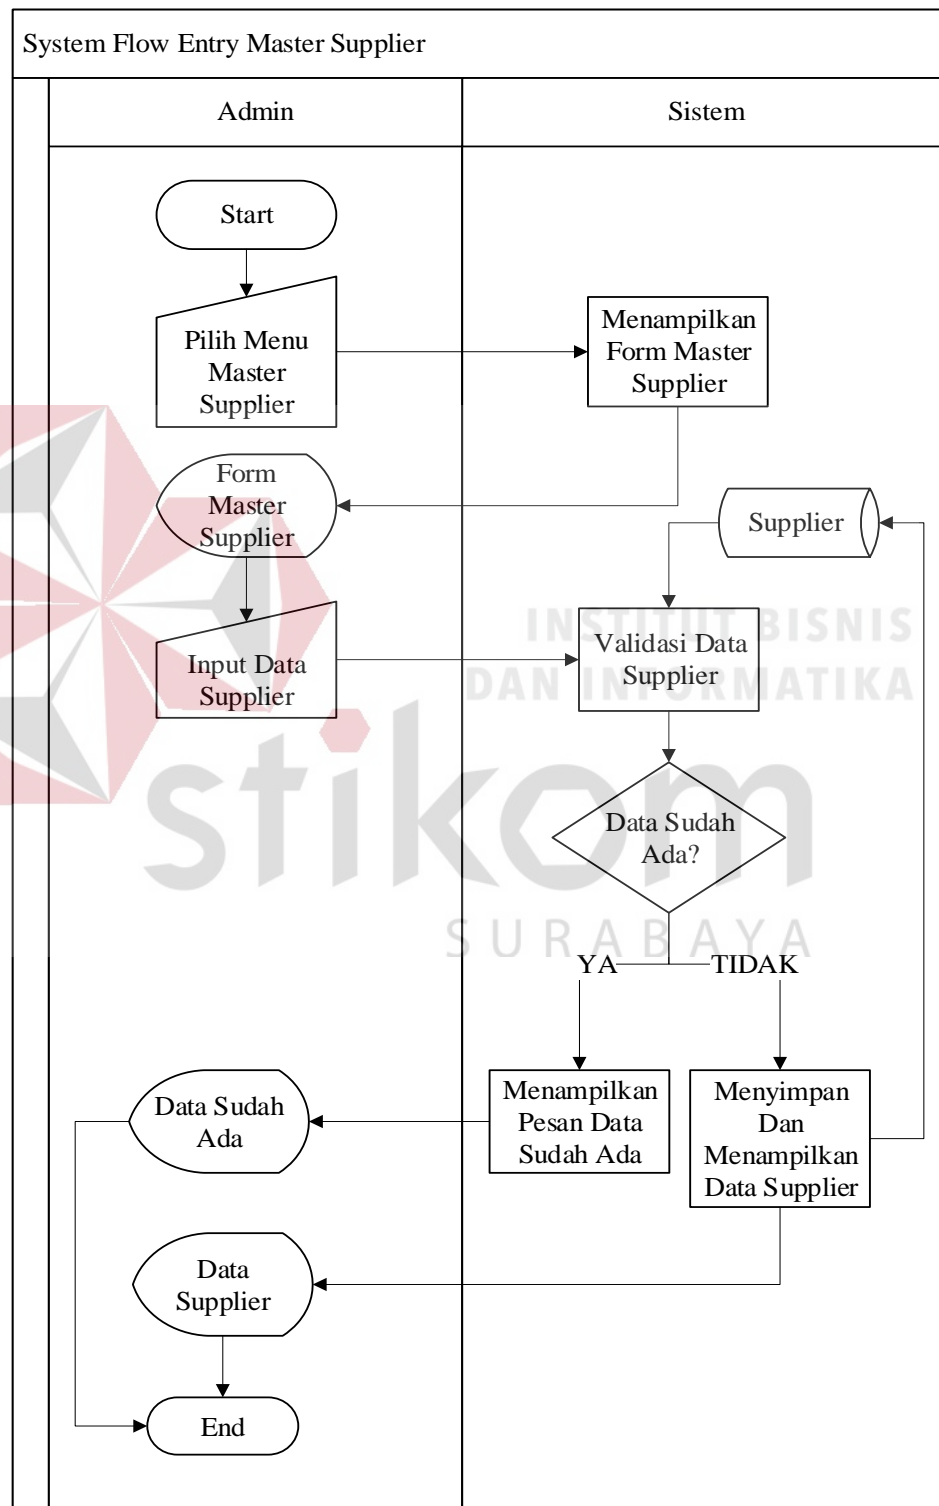 System Flow Entry Master Supplier
Admin
Sistem
Start
Pilih Menu
Master
Supplier
Menampilkan
Form Master
Supplier
Form
Master
Supplier
Supplier
Input Data
Supplier
Validasi Data
Supplier
INSTITUT BISNIS
DAN INFORMATIKA
stikom
SURABAYA
Data Sudah
Ada?
YA
TIDAK
Menampilkan
Pesan Data
Sudah Ada
Menyimpan
Dan
Menampilkan
Data Supplier
Data Sudah
Ada
Data
Supplier
End